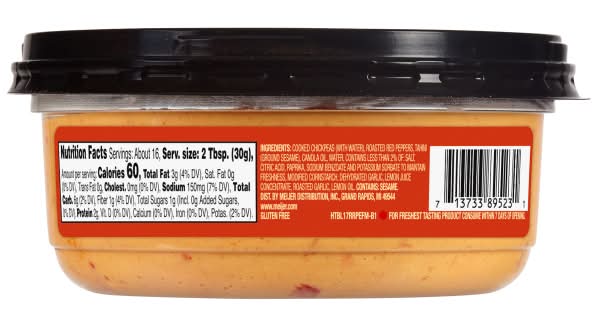 Nutrition Facts Servings: About 16, Serv. size: 2 Tbsp. (30g),
Amount per serving: Calories 60, Total Fat 3g (4% DV), Sat. Fat 0g
(0% DV), Trans Fat 0g, Cholest. 0mg (0% DV), Sodium 150mg (7% DV), Total
Carb. 6g (2% DV), Fiber 1g (4% DV), Total Sugars 1g (Incl. 0g Added Sugars,
0% DV), Protein 2g, Vit. D (0% DV), Calcium (0% DV), Iron (0% DV), Potas. (2% DV).
INGREDIENTS: COOKED CHICKPEAS (WITH WATER), ROASTED RED PEPPERS, TAHINI
(GROUND SESAME), CANOLA OIL, WATER, CONTAINS LESS THAN 2% OF: SALT,
CITRIC ACID, PAPRIKA, SODIUM BENZOATE AND POTASSIUM SORBATE TO MAINTAIN
FRESHNESS, MODIFIED CORNSTARCH, DEHYDRATED GARLIC, LEMON JUICE
CONCENTRATE, ROASTED GARLIC, LEMON OIL. CONTAINS: SESAME.
DIST. BY MEIJER DISTRIBUTION, INC., GRAND RAPIDS, MI 49544
www.meijer.com
GLUTEN FREE
HTBL17RRPEFM-B1
FOR FRESHEST TASTING PRODUCT CONSUME WITHIN 7 DAYS OF OPENING.
7 13733 89523 1